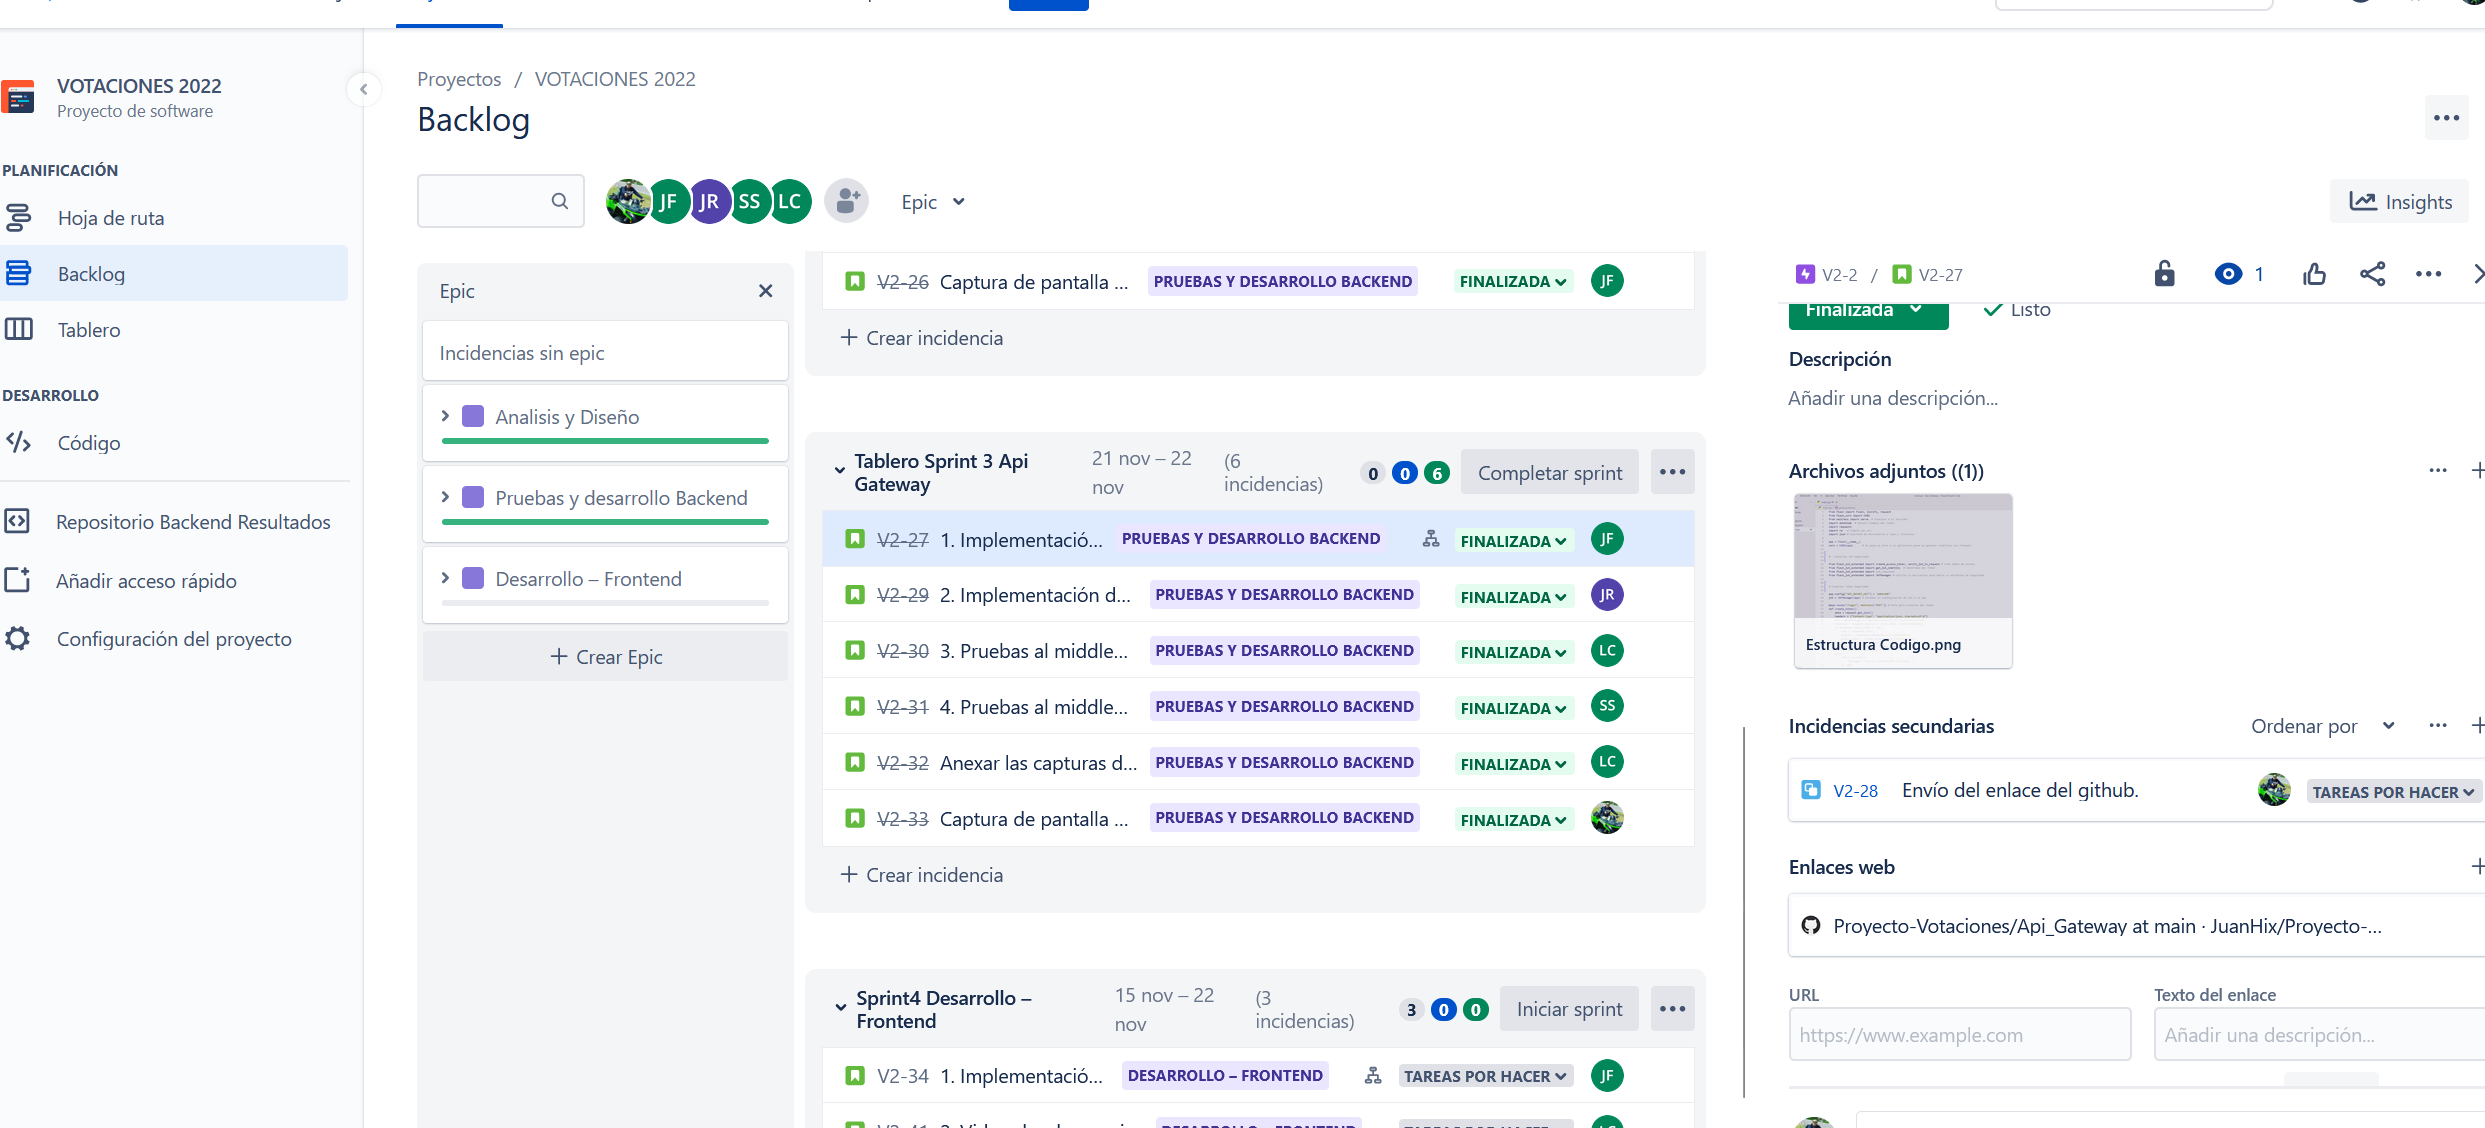 VOTACIONES 2022
Proyecto de software
PLANIFICACIÓN
Hoja de ruta
Backlog
Tablero
DESARROLLO
Código
Repositorio Backend Resultados
Añadir acceso rápido
Configuración del proyecto
Proyectos / VOTACIONES 2022
Backlog
JF JR SS LC
Epic
Insights
Epic
Incidencias sin epic
Analisis y Diseño
Pruebas y desarrollo Backend
Desarrollo – Frontend
+ Crear Epic
V2-26 Captura de pantalla ... PRUEBAS Y DESARROLLO BACKEND FINALIZADA JF
+ Crear incidencia
Tablero Sprint 3 Api
Gateway
21 nov – 22
nov
(6
incidencias)
0 0 6
Completar sprint
V2-27 1. Implementació... PRUEBAS Y DESARROLLO BACKEND FINALIZADA JF
V2-29 2. Implementación d... PRUEBAS Y DESARROLLO BACKEND FINALIZADA JR
V2-30 3. Pruebas al middle... PRUEBAS Y DESARROLLO BACKEND FINALIZADA LC
V2-31 4. Pruebas al middle... PRUEBAS Y DESARROLLO BACKEND FINALIZADA SS
V2-32 Anexar las capturas d... PRUEBAS Y DESARROLLO BACKEND FINALIZADA LC
V2-33 Captura de pantalla ... PRUEBAS Y DESARROLLO BACKEND FINALIZADA
+ Crear incidencia
Sprint4 Desarrollo –
Frontend
15 nov – 22
nov
(3
incidencias)
3 0 0
Iniciar sprint
V2-34 1. Implementació... DESARROLLO – FRONTEND TAREAS POR HACER JF
V2-2 / V2-27
1
Finalizada
Listo
Descripción
Añadir una descripción...
Archivos adjuntos ((1))
Estructura Codigo.png
Incidencias secundarias
Ordenar por
V2-28 Envío del enlace del github. TAREAS POR HACER
Enlaces web
Proyecto-Votaciones/Api_Gateway at main · JuanHix/Proyecto-...
URL
Texto del enlace
https://www.example.com
Añadir una descripción...